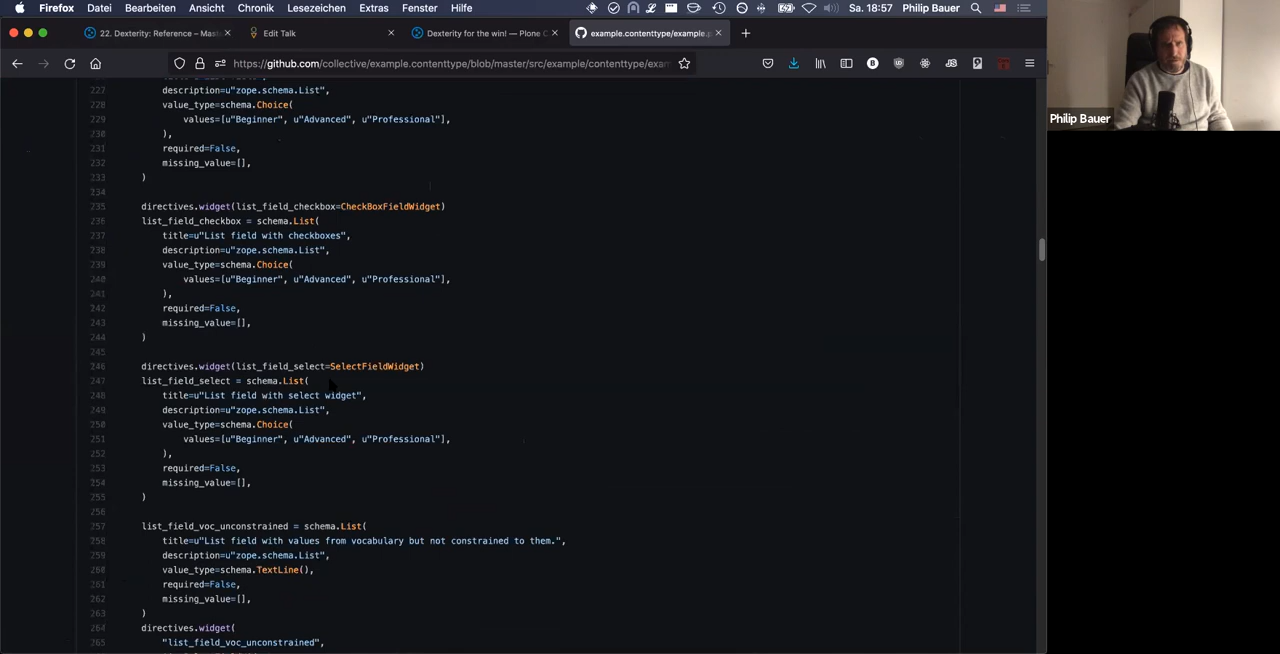 Firefox Datei Bearbeiten Ansicht Chronik Lesezeichen Extras Fenster Hilfe Sa. 18:57 Philip Bauer
22. Dexterity: Reference – Mast Edit Talk Dexterity for the win! — Plone C example.contenttype/example.p
https://github.com/collective/example.contenttype/blob/master/src/example/contenttype/exam
Philip Bauer
227 description=u"zope.schema.List",
228 value_type=schema.Choice(
229 values=[u"Beginner", u"Advanced", u"Professional"],
230 ),
231 required=False,
232 missing_value=[],
233 )
234
235 directives.widget(list_field_checkbox=CheckBoxFieldWidget)
236 list_field_checkbox = schema.List(
237 title=u"List field with checkboxes",
238 description=u"zope.schema.List",
239 value_type=schema.Choice(
240 values=[u"Beginner", u"Advanced", u"Professional"],
241 ),
242 required=False,
243 missing_value=[],
244 )
245
246 directives.widget(list_field_select=SelectFieldWidget)
247 list_field_select = schema.List(
248 title=u"List field with select widget",
249 description=u"zope.schema.List",
250 value_type=schema.Choice(
251 values=[u"Beginner", u"Advanced", u"Professional"],
252 ),
253 required=False,
254 missing_value=[],
255 )
256
257 list_field_voc_unconstrained = schema.List(
258 title=u"List field with values from vocabulary but not constrained to them.",
259 description=u"zope.schema.List",
260 value_type=schema.TextLine(),
261 required=False,
262 missing_value=[],
263 )
264 directives.widget(
265 "list_field_voc_unconstrained",